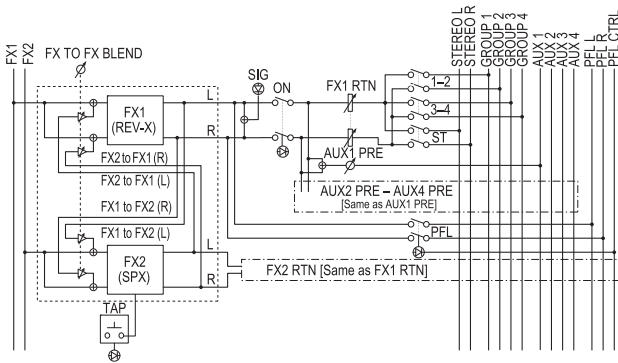 FX1
FX2
FX TO FX BLEND
STEREO L
STEREO R
GROUP 1
GROUP 2
GROUP 3
GROUP 4
AUX 1
AUX 2
AUX 3
AUX 4
PFL L
PFL R
PFL CTRL
SIG
ON
FX1 RTN
1–2
3–4
ST
L
R
FX1
(REV-X)
FX2 to FX1 (R)
FX2 to FX1 (L)
FX1 to FX2 (R)
FX1 to FX2 (L)
AUX1 PRE
AUX2 PRE – AUX4 PRE
[Same as AUX1 PRE]
PFL
FX2
(SPX)
L
R
FX2 RTN [Same as FX1 RTN]
TAP